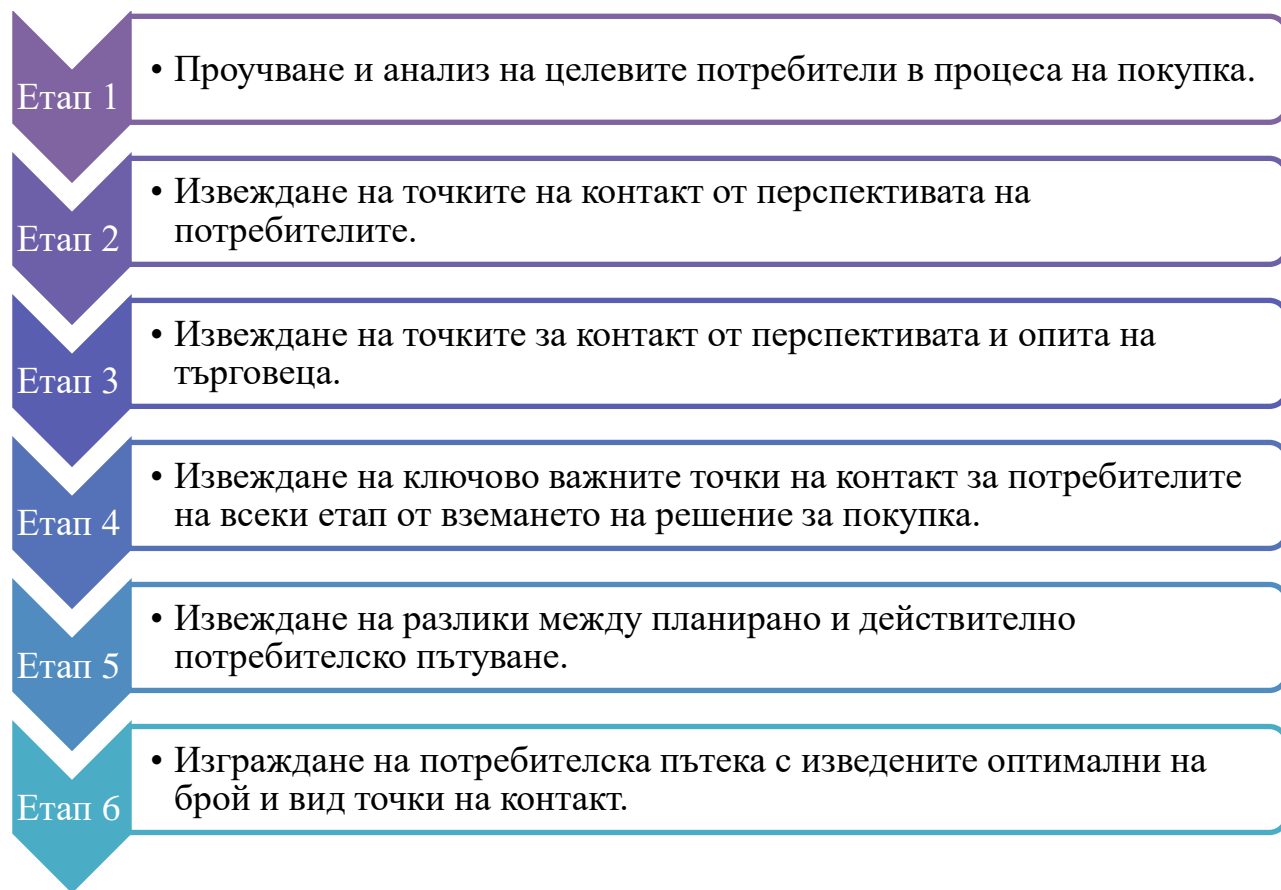 Етап 1
• Проучване и анализ на целевите потребители в процеса на покупка.
Етап 2
• Извеждане на точките на контакт от перспективата на
потребителите.
Етап 3
• Извеждане на точките за контакт от перспективата и опита на
търговеца.
Етап 4
• Извеждане на ключово важните точки на контакт за потребителите
на всеки етап от вземането на решение за покупка.
Етап 5
• Извеждане на разлики между планирано и действително
потребителско пътуване.
Етап 6
• Изграждане на потребителска пътека с изведените оптимални на
брой и вид точки на контакт.